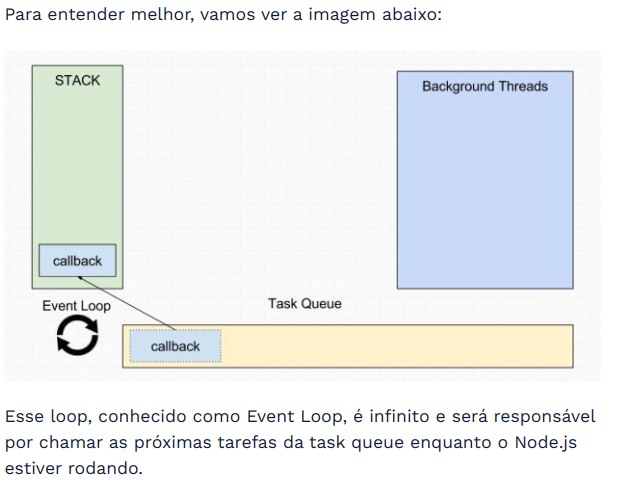 Para entender melhor, vamos ver a imagem abaixo:
STACK
Background Threads
callback
Event Loop
Task Queue
callback
Esse loop, conhecido como Event Loop, é infinito e será responsável
por chamar as próximas tarefas da task queue enquanto o Node.js
estiver rodando.